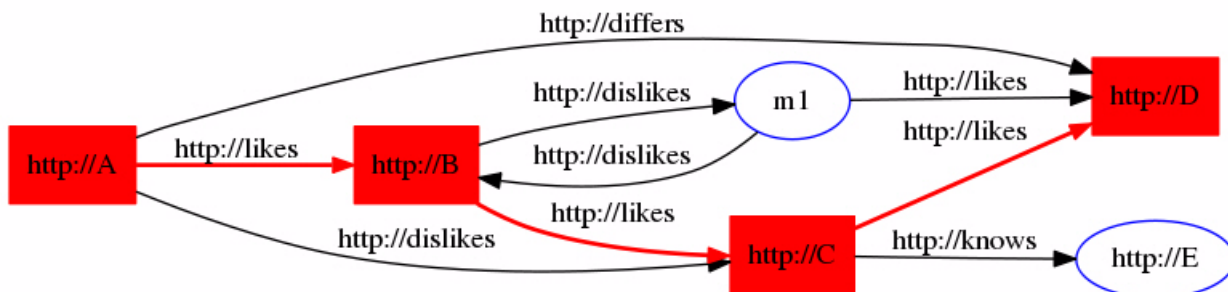 http://differs
http://dislikes
m1
http://likes
http://D
http://A
http://likes
http://B
http://dislikes
http://likes
http://likes
http://dislikes
http://C
http://knows
http://E